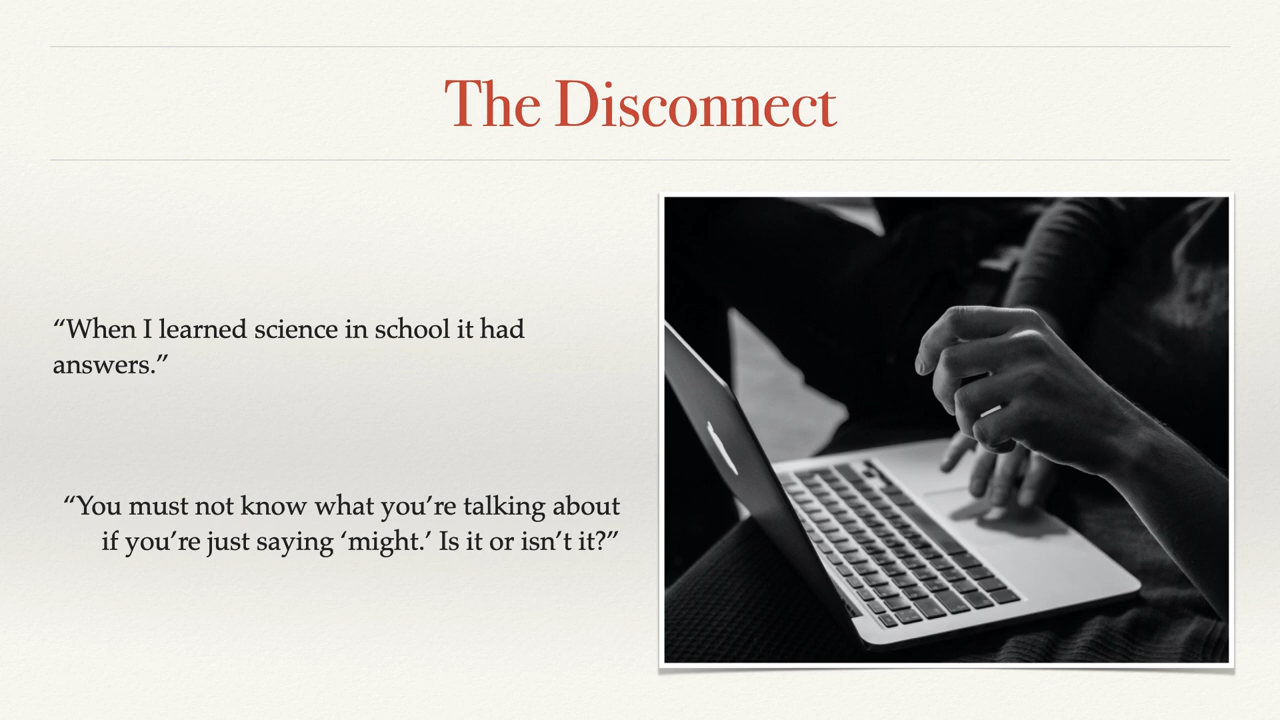 The Disconnect
“When I learned science in school it had
answers.”
“You must not know what you’re talking about
if you’re just saying ‘might.’ Is it or isn’t it?”